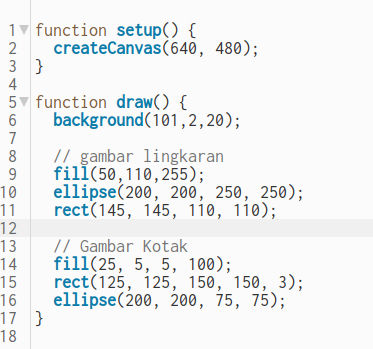 1 function setup() {
2 createCanvas(640, 480);
3 }
4
5 function draw() {
6 background(101,2,20);
7
8 // gambar lingkaran
9 fill(50,110,255);
10 ellipse(200, 200, 250, 250);
11 rect(145, 145, 110, 110);
12
13 // Gambar Kotak
14 fill(25, 5, 5, 100);
15 rect(125, 125, 150, 150, 3);
16 ellipse(200, 200, 75, 75);
17 }
18